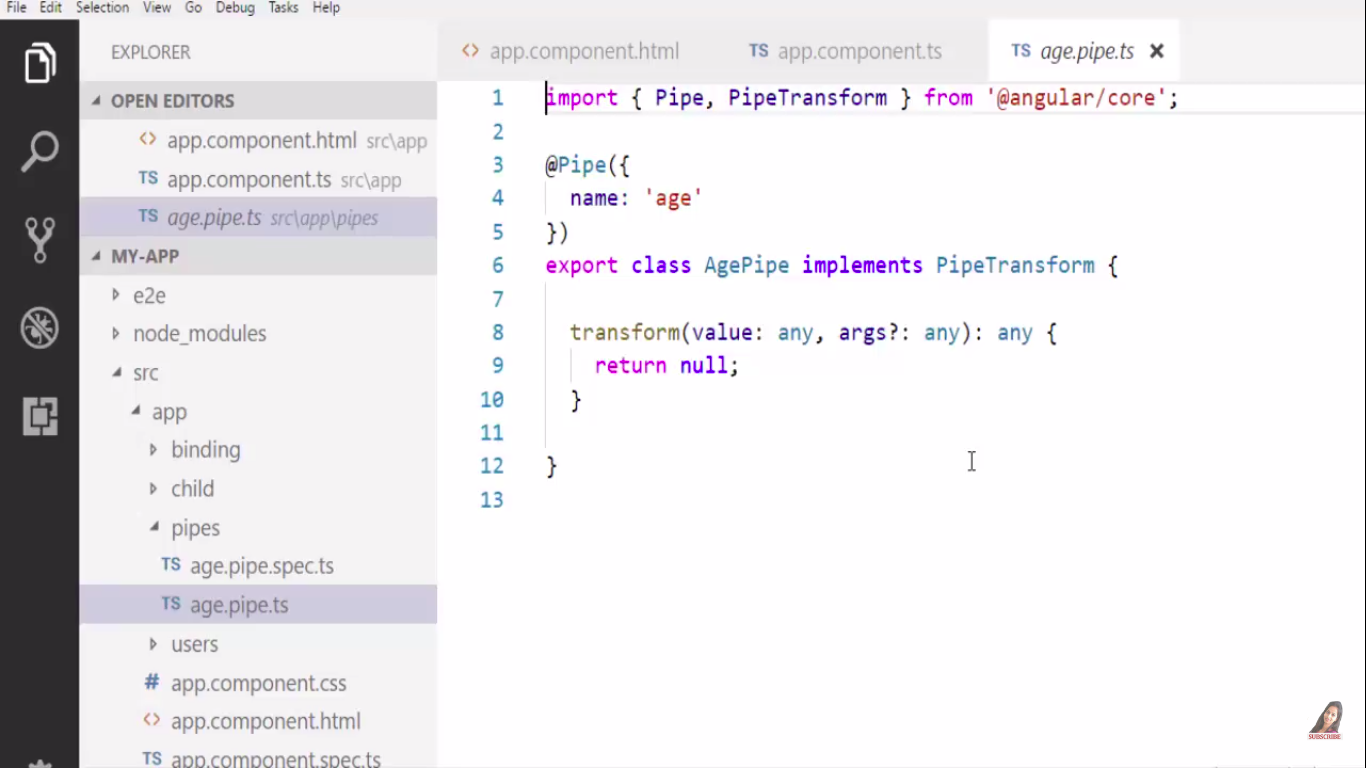 File Edit Selection View Go Debug Tasks Help
EXPLORER
OPEN EDITORS
<> app.component.html src\app
TS app.component.ts src\app
TS age.pipe.ts src\app\pipes
MY-APP
e2e
node_modules
src
app
binding
child
pipes
TS age.pipe.spec.ts
TS age.pipe.ts
users
# app.component.css
<> app.component.html
TS app.component.spec.ts
<> app.component.html TS app.component.ts TS age.pipe.ts ×
1 import { Pipe, PipeTransform } from '@angular/core';
2
3 @Pipe({
4 name: 'age'
5 })
6 export class AgePipe implements PipeTransform {
7
8 transform(value: any, args?: any): any {
9 return null;
10 }
11
12 }
13
SUBSCRIBE